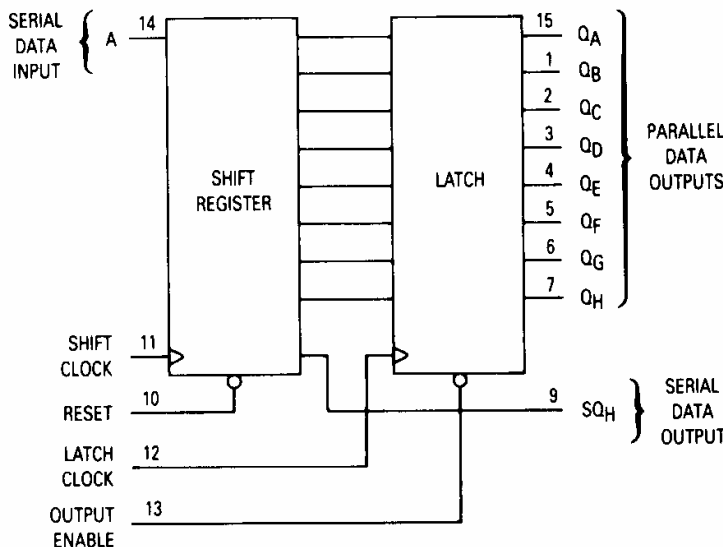 SERIAL
DATA
INPUT
A
14
SHIFT
REGISTER
LATCH
15
QA
1
QB
2
QC
3
QD
4
QE
5
QF
6
QG
7
QH
PARALLEL
DATA
OUTPUTS
SHIFT
CLOCK
11
RESET
10
LATCH
CLOCK
12
OUTPUT
ENABLE
13
9
SQH
SERIAL
DATA
OUTPUT